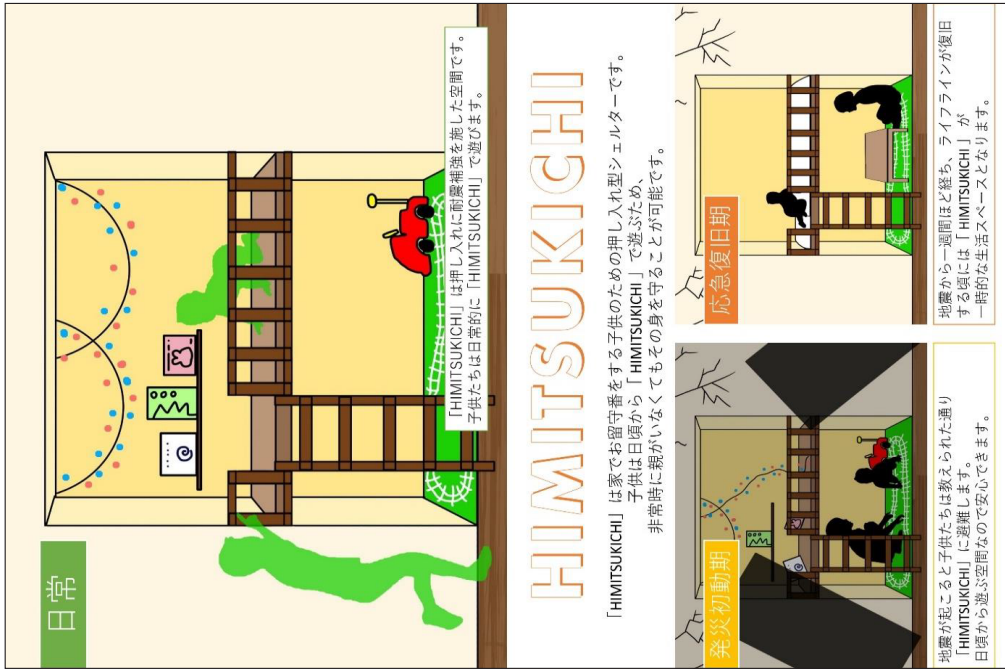 日常
「HIMITSUKICHI」は押し入れに耐震補強を施した空間です。
子供たちは日常的に「HIMITSUKICHI」で遊びます。
HIMITSUKICHI
「HIMITSUKICHI」は家でお留守番をする子供のための押し入れ型シェルターです。
子供は日頃から「HIMITSUKICHI」で遊ぶため、
非常時に親がいなくてもその身を守ることが可能です。
発災初動期
地震が起こると子供たちは教えられた通り
「HIMITSUKICHI」に避難します。
日頃から遊ぶ空間なので安心できます。
応急復旧期
地震から一週間ほど経ち、ライフラインが復旧
する頃には「HIMITSUKICHI」が
一時的な生活スペースとなります。